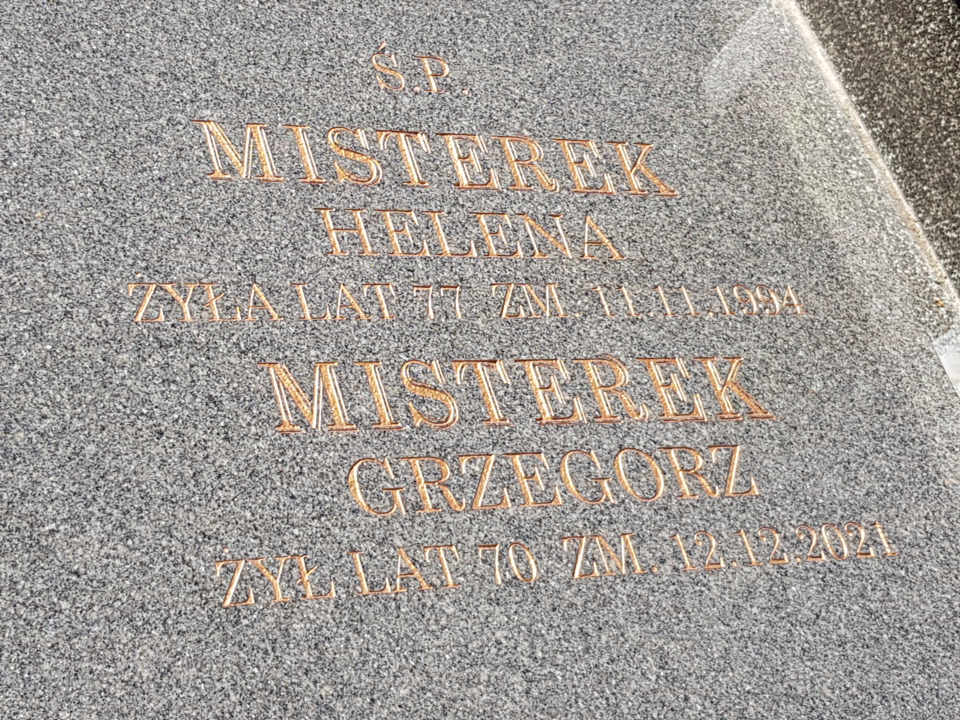 Ś.P.
MISTEREK
HELENA
ŻYŁA LAT 77 ZM. 11.11.1994
MISTEREK
GRZEGORZ
ŻYŁ LAT 70 ZM. 12.12.2021